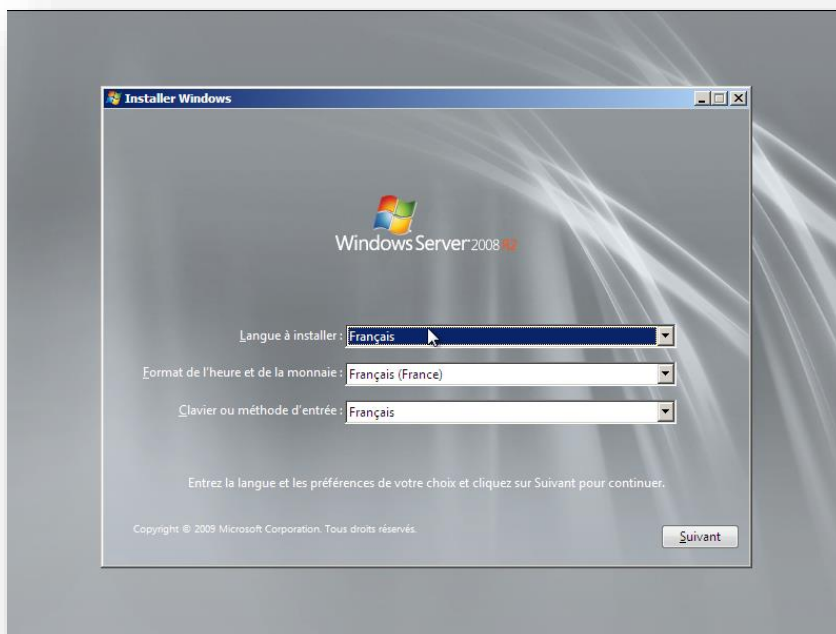 Installer Windows
Windows Server 2008 R2
Langue à installer : Français
Format de l'heure et de la monnaie : Français (France)
Clavier ou méthode d'entrée : Français
Entrez la langue et les préférences de votre choix et cliquez sur Suivant pour continuer.
Copyright © 2009 Microsoft Corporation. Tous droits réservés.
Suivant